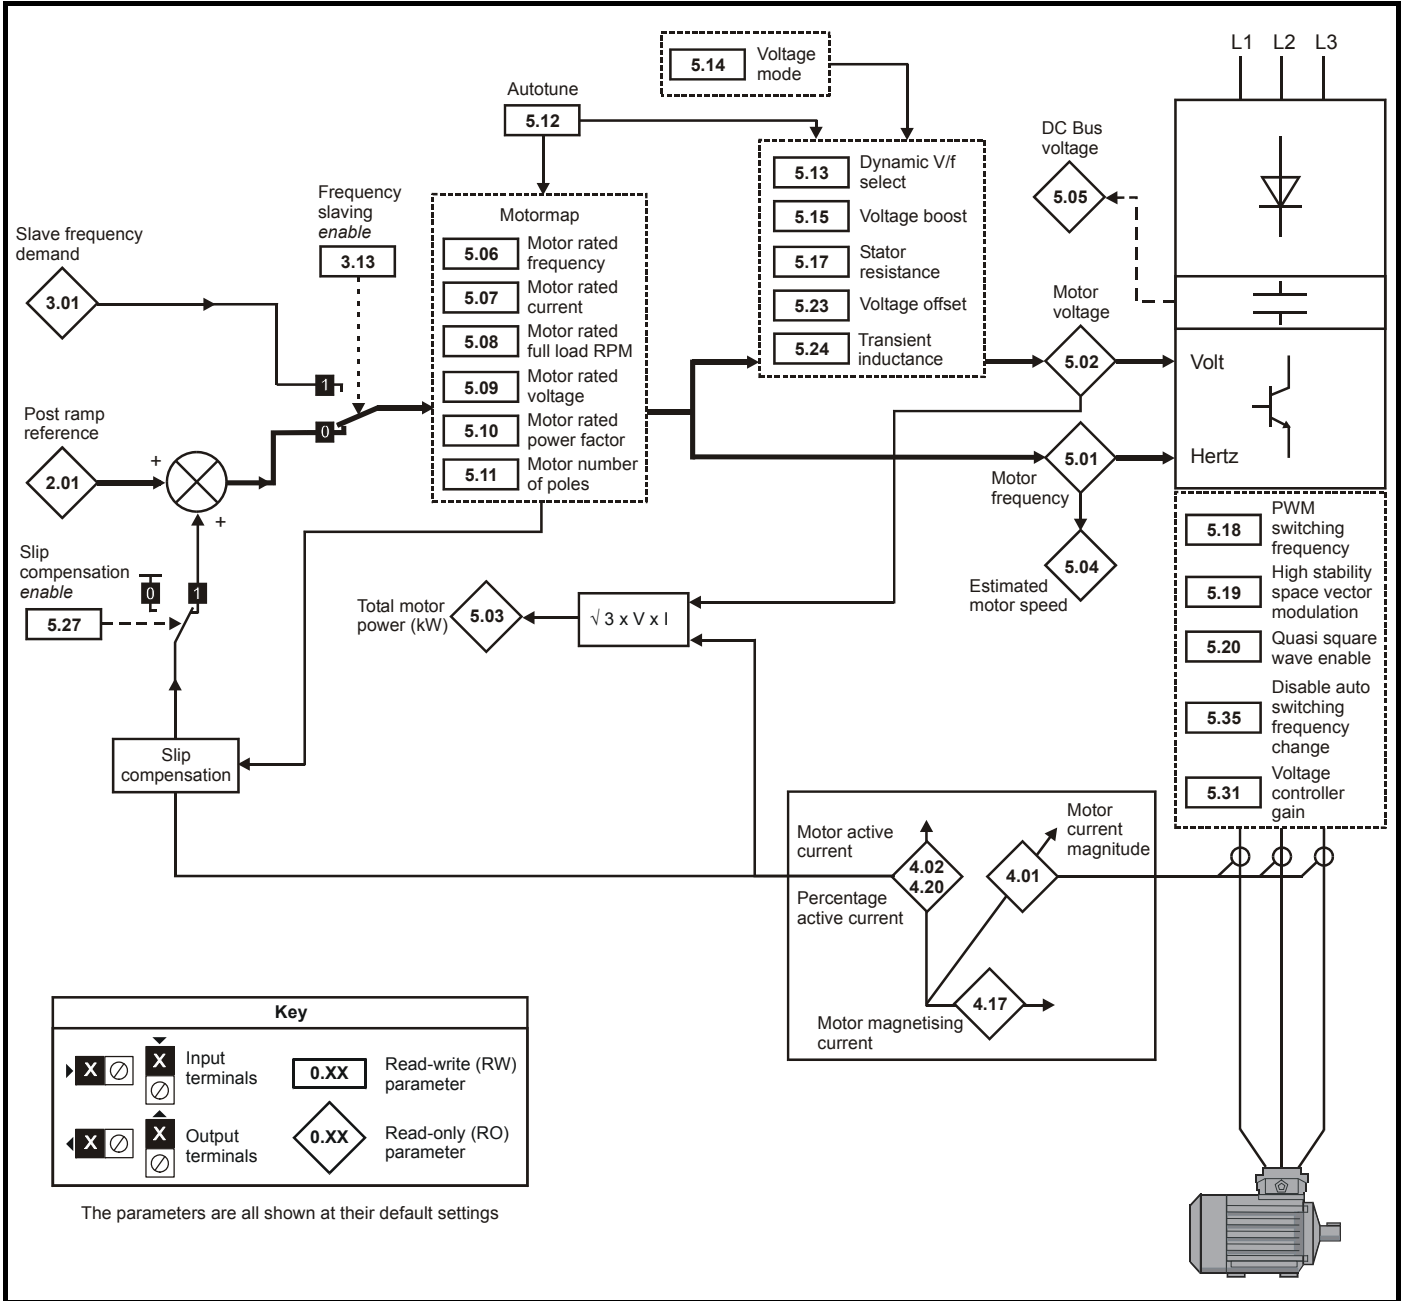 L1 L2 L3
5.14
Voltage
mode
Autotune
5.12
DC Bus
voltage
5.05
5.13
Dynamic V/f
select
5.15
Voltage boost
5.17
Stator
resistance
5.23
Voltage offset
5.24
Transient
inductance
Frequency
slaving
enable
3.13
Motormap
5.06
Motor rated
frequency
5.07
Motor rated
current
5.08
Motor rated
full load RPM
5.09
Motor rated
voltage
5.10
Motor rated
power factor
5.11
Motor number
of poles
Slave frequency
demand
3.01
1
0
Post ramp
reference
2.01
+
+
Motor
voltage
5.02
Volt
5.01
Motor
frequency
Hertz
5.04
Estimated
motor speed
Slip
compensation
enable
5.27
0
1
Total motor
power (kW)
5.03
√ 3 x V x I
Slip
compensation
5.18
PWM
switching
frequency
5.19
High stability
space vector
modulation
5.20
Quasi square
wave enable
5.35
Disable auto
switching
frequency
change
5.31
Voltage
controller
gain
Motor active
current
4.02
4.20
Percentage
active current
Motor
current
magnitude
4.01
4.17
Motor magnetising
current
Key
X
X
Input
terminals
0.XX
Read-write (RW)
parameter
X
X
Output
terminals
0.XX
Read-only (RO)
parameter
The parameters are all shown at their default settings